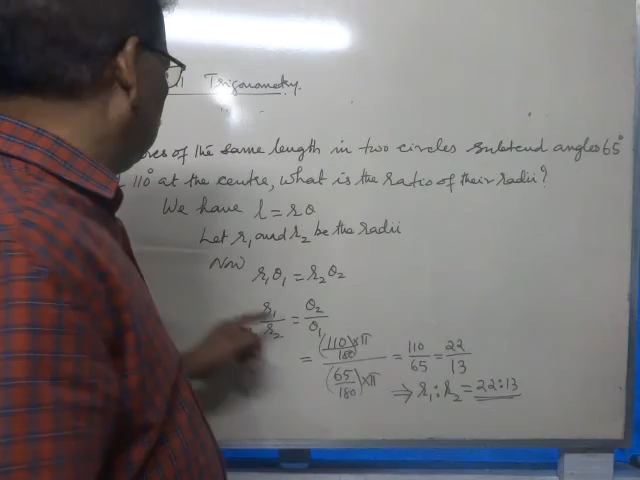 Trigonometry.
of the same length in two circles subtend angles 65°
110° at the centre, What is the ratio of their radii?
We have l = rθ
Let r₁ and r₂ be the radii
Now
r₁θ₁ = r₂θ₂
r₁/r₂ = θ₂/θ₁
= (110/180)×π / (65/180)×π = 110/65 = 22/13
⇒ r₁ : r₂ = 22:13